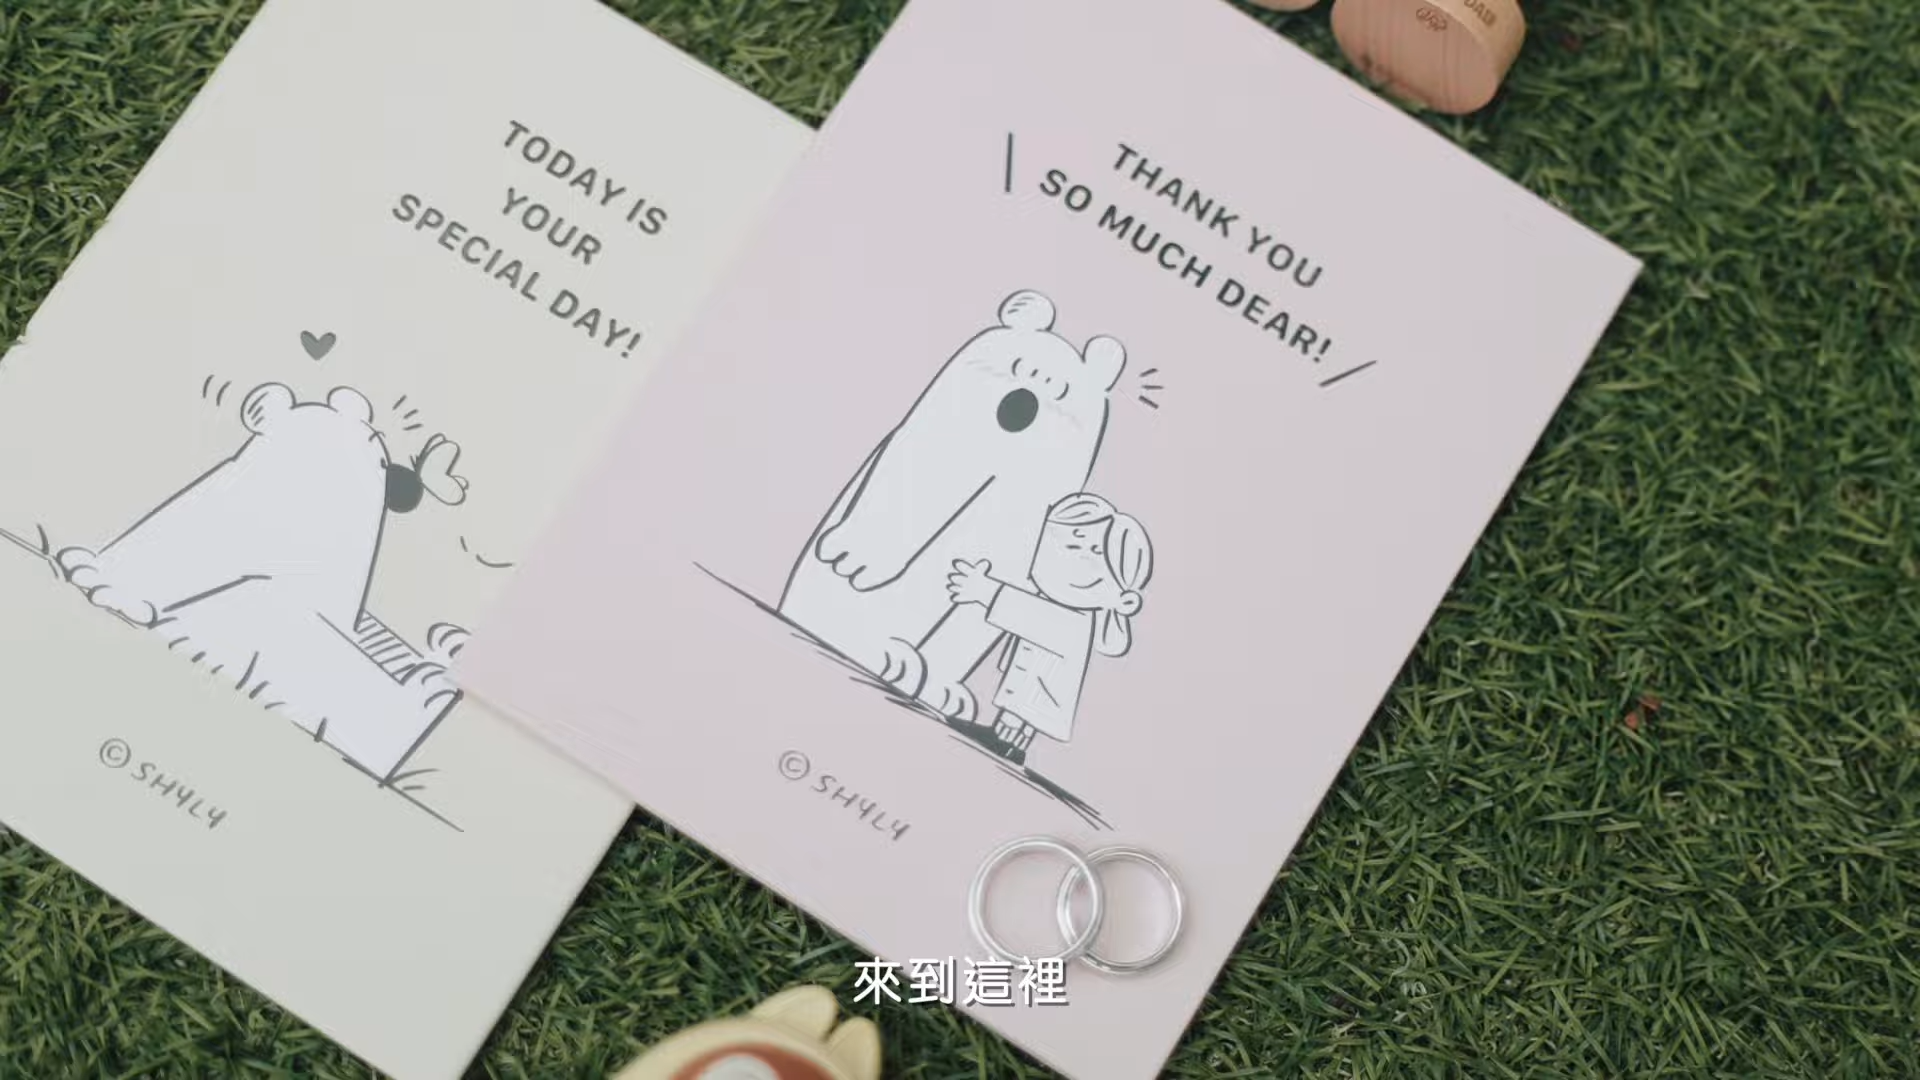 TODAY IS
YOUR
SPECIAL DAY!
© SHYLY
THANK YOU
SO MUCH DEAR!
© SHYLY
來到這裡